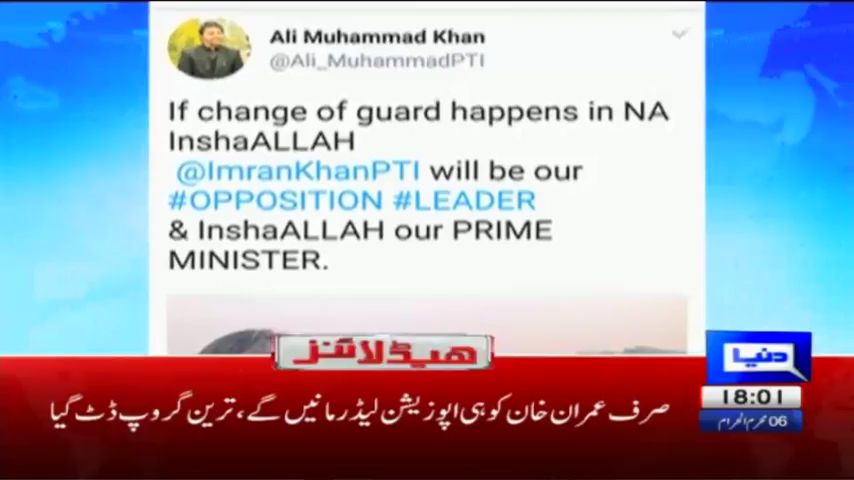 Ali Muhammad Khan
@Ali_MuhammadPTI
If change of guard happens in NA
InshaALLAH
@ImranKhanPTI will be our
#OPPOSITION #LEADER
& InshaALLAH our PRIME
MINISTER.
ہیڈلائنز
دنیا
18:01
06 محرم الحرام
صرف عمران خان کو ہی اپوزیشن لیڈر مانیں گے، ترین گروپ ڈٹ گیا